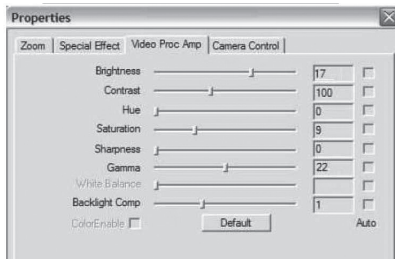 Properties
Zoom Special Effect Video Proc Amp Camera Control
Brightness 17
Contrast 100
Hue 0
Saturation 9
Sharpness 0
Gamma 22
White Balance
Backlight Comp 1
ColorEnable Default Auto